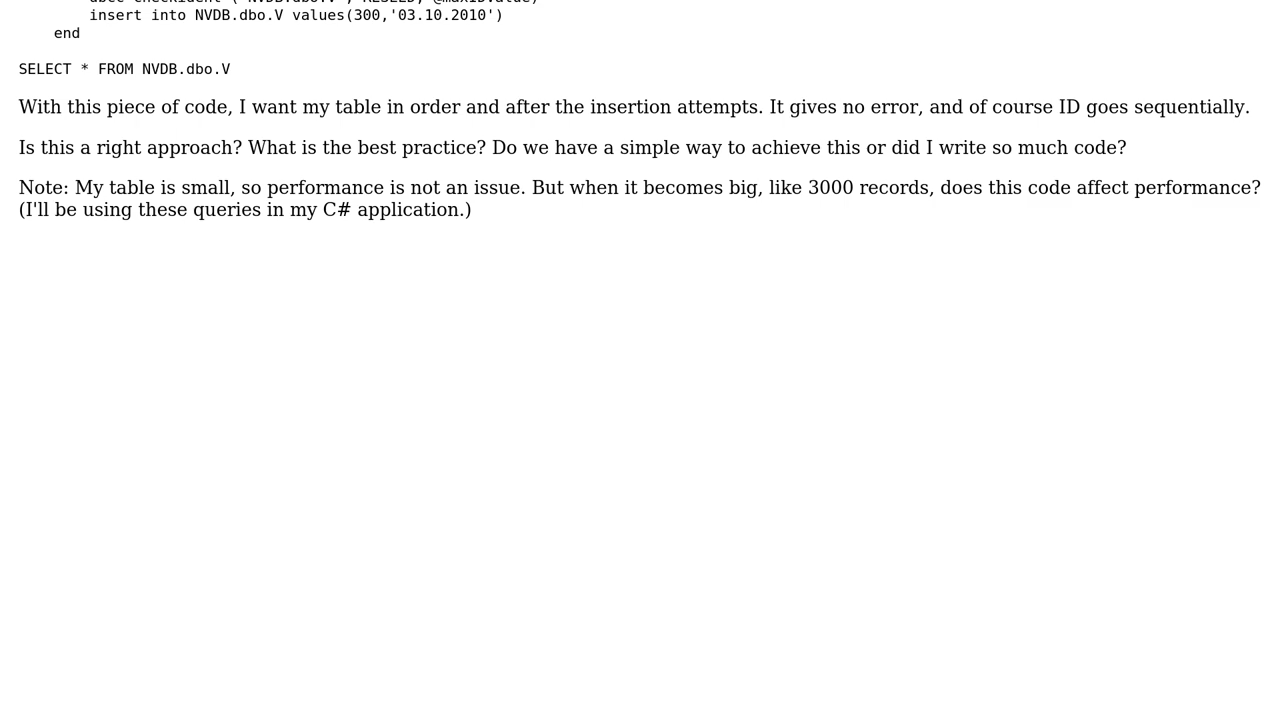 insert into NVDB.dbo.V values(300,'03.10.2010')
end
SELECT * FROM NVDB.dbo.V
With this piece of code, I want my table in order and after the insertion attempts. It gives no error, and of course ID goes sequentially.
Is this a right approach? What is the best practice? Do we have a simple way to achieve this or did I write so much code?
Note: My table is small, so performance is not an issue. But when it becomes big, like 3000 records, does this code affect performance?
(I'll be using these queries in my C# application.)